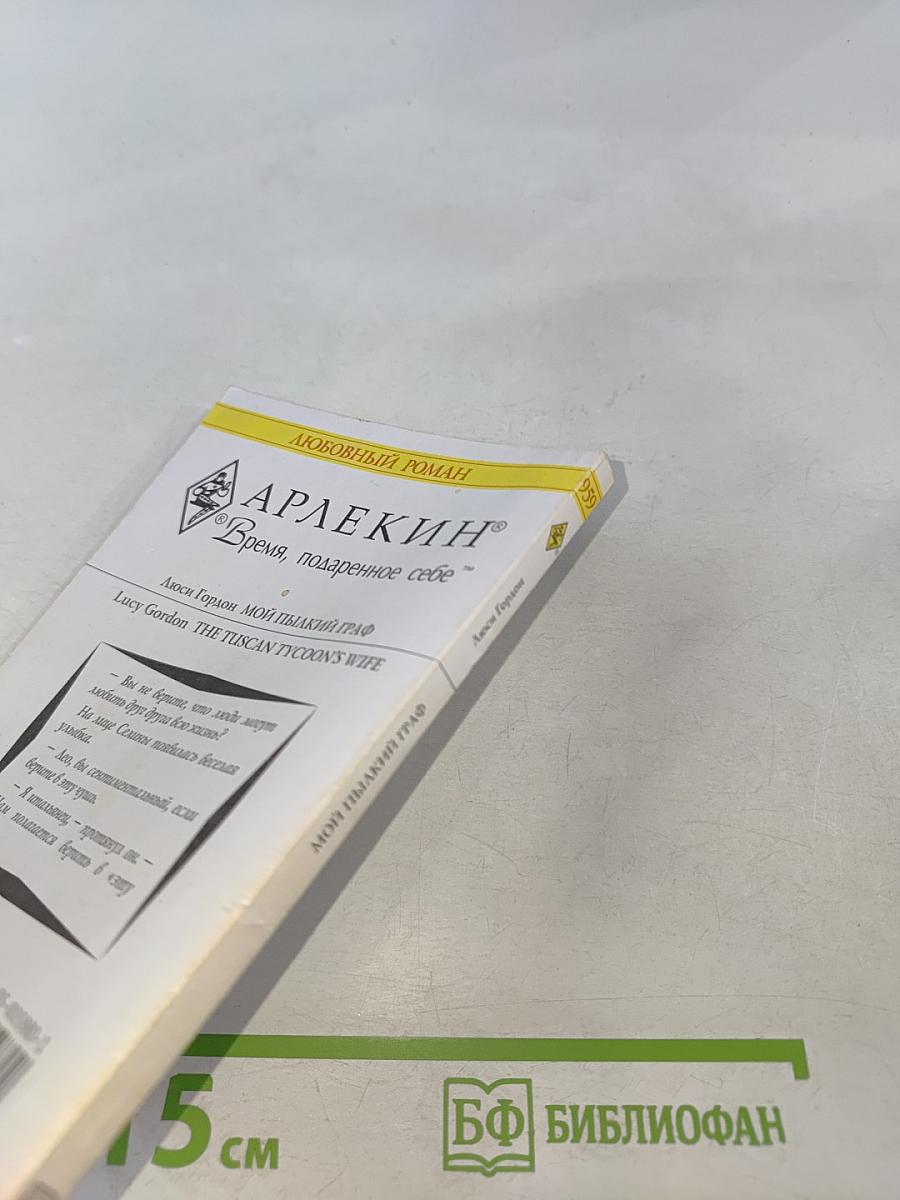 ЛЮБОВНЫЙ РОМАН
959
АРЛЕКИН®
®Время, подаренное себе™
Люси Гордон МОЙ ПЫЛКИЙ ГРАФ
Lucy Gordon THE TUSCAN TYCOON'S WIFE
Люси Гордон
МОЙ ПЫЛКИЙ ГРАФ
– Вы не верите, что люди могут
любить друг друга всю жизнь?
На лице Селины появилась веселая
улыбка.
– Лео, вы сентиментальный, если
верите в эту чушь.
– Я итальянец, – протянул он. –
Нам полагается верить в «эту
15 см
БФ БИБЛИОФАН